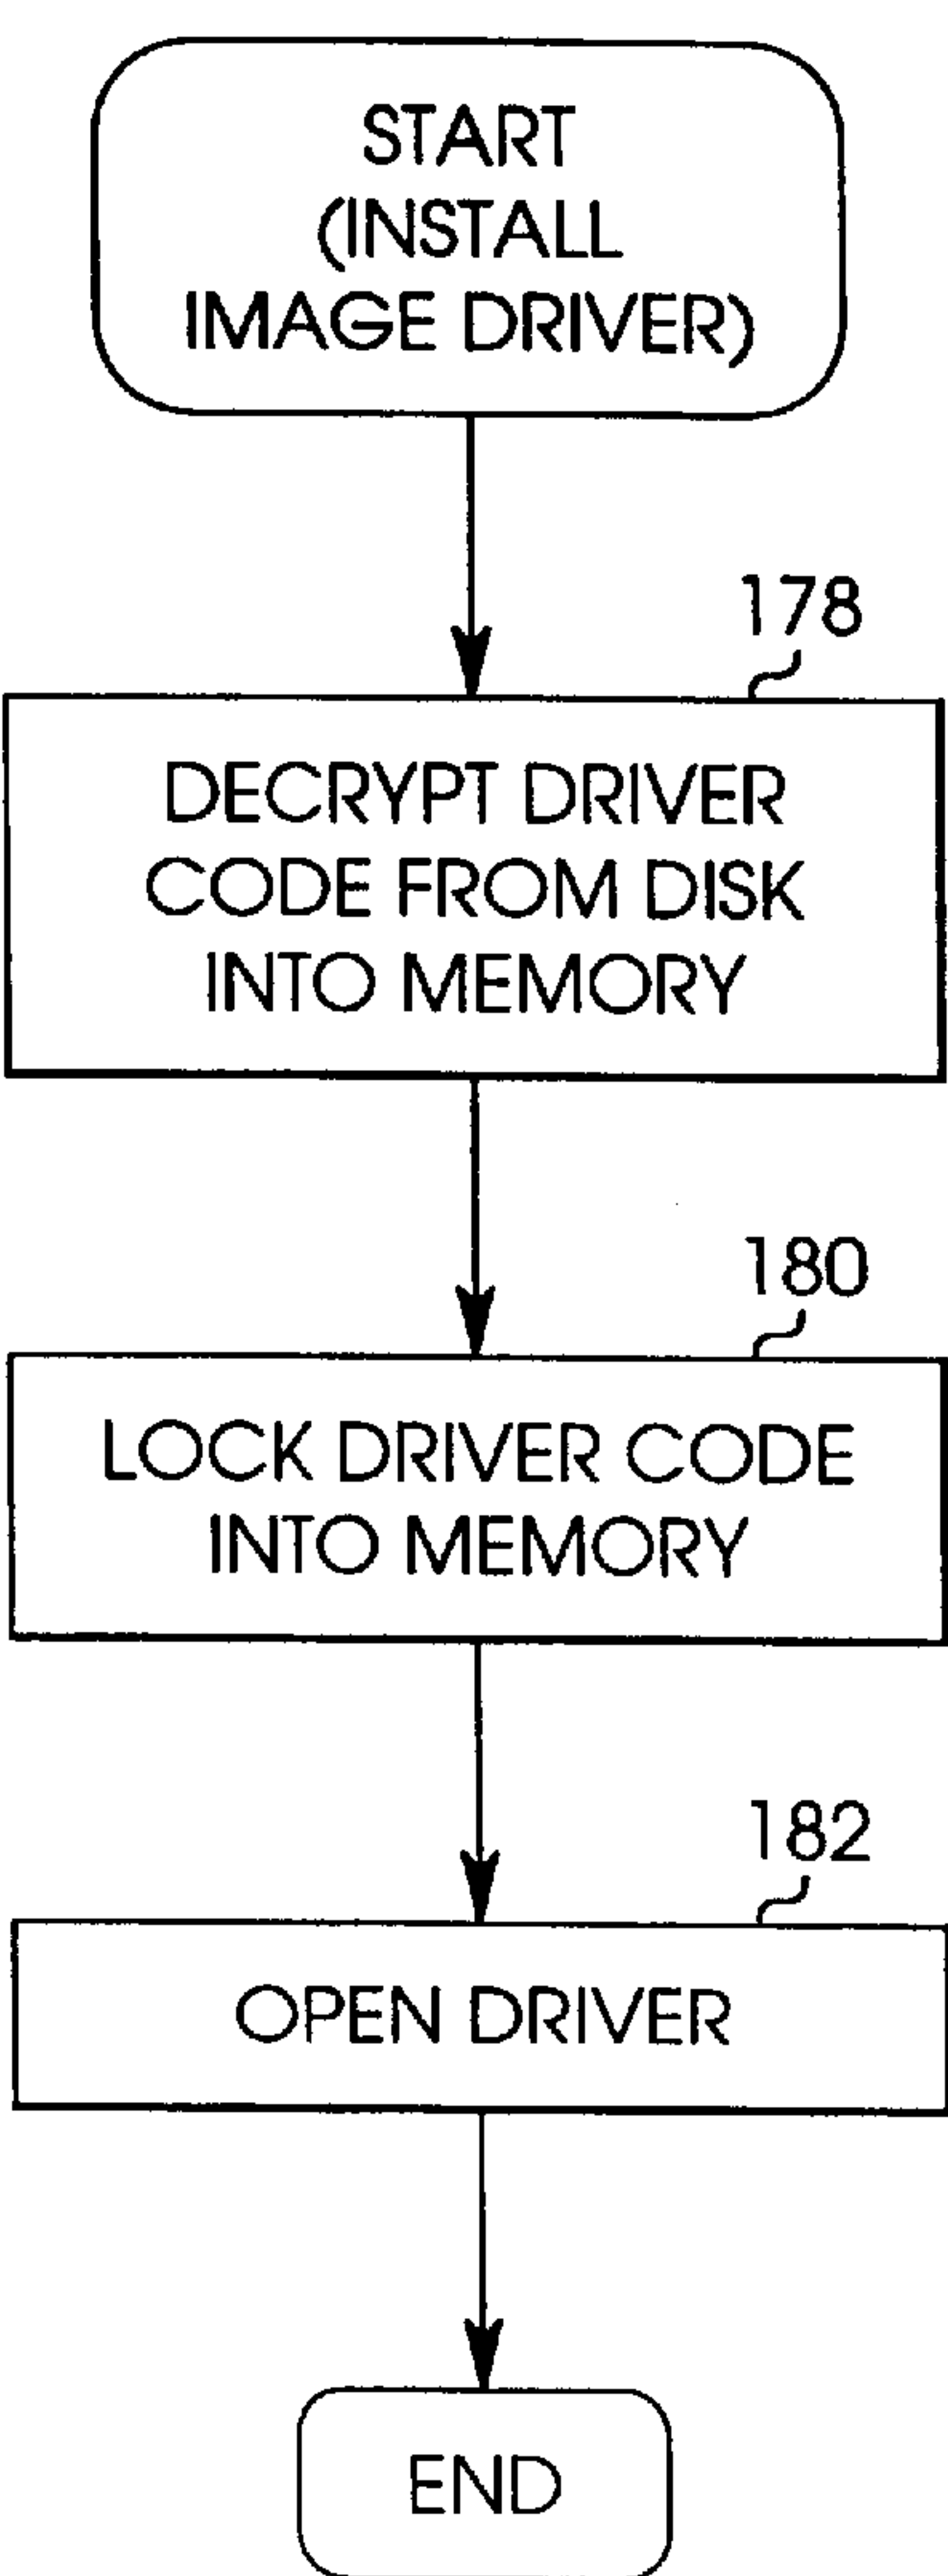 START
(INSTALL
IMAGE DRIVER)
178
DECRYPT DRIVER
CODE FROM DISK
INTO MEMORY
180
LOCK DRIVER CODE
INTO MEMORY
182
OPEN DRIVER
END